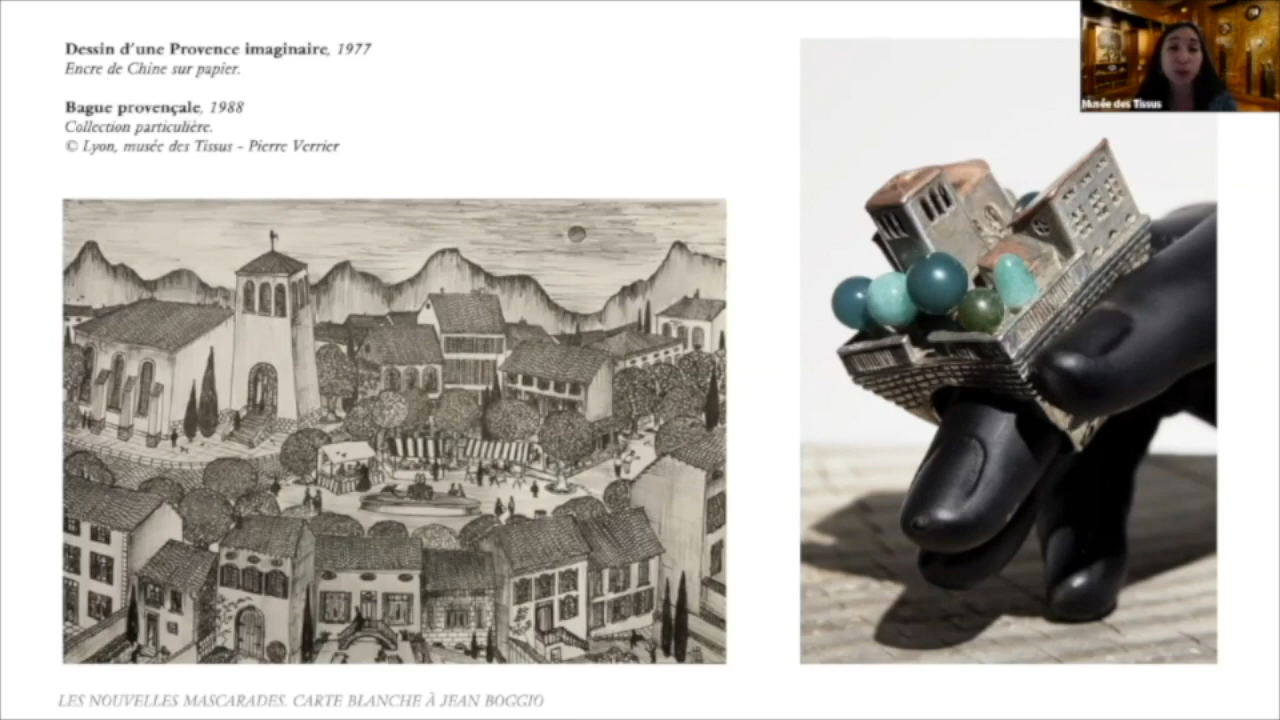 Dessin d'une Provence imaginaire, 1977
Encre de Chine sur papier.
Bague provençale, 1988
Collection particulière.
© Lyon, musée des Tissus - Pierre Verrier
Musée des Tissus
LES NOUVELLES MASCARADES. CARTE BLANCHE À JEAN BOGGIO